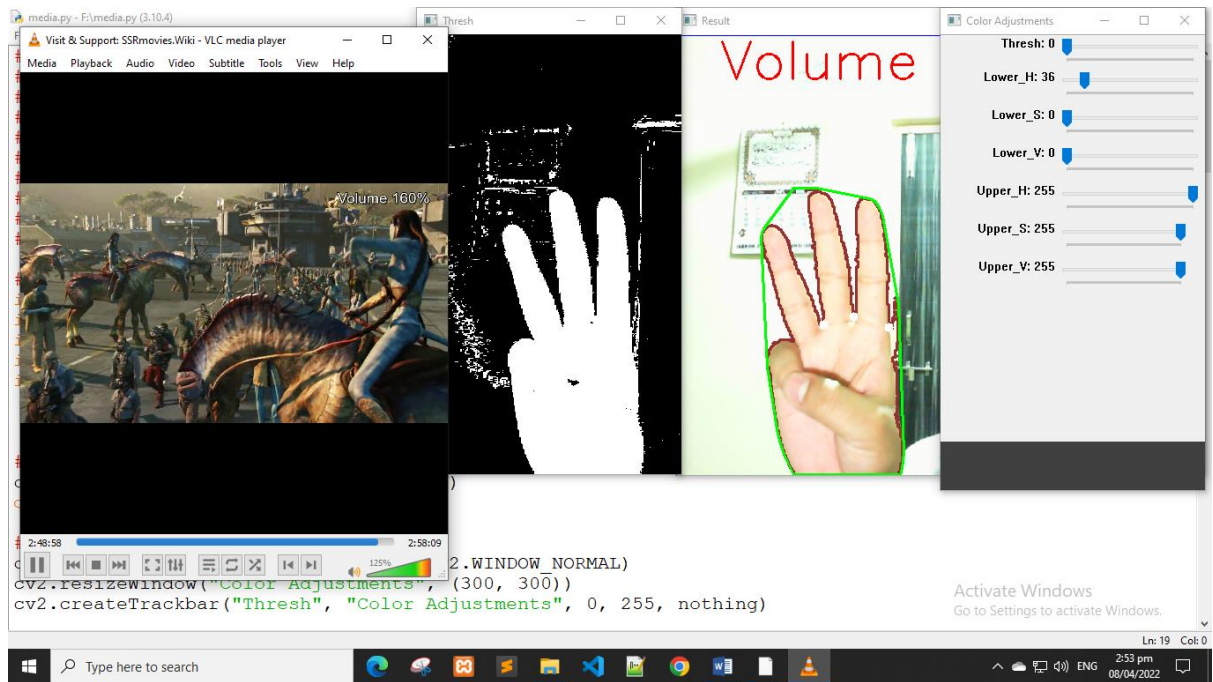 media.py - F:\media.py (3.10.4)
Visit & Support: SSRmovies.Wiki - VLC media player
Media Playback Audio Video Subtitle Tools View Help
Volume 160%
2:48:58
2:58:09
125%
Thresh
Result
Volume
Color Adjustments
Thresh: 0
Lower_H: 36
Lower_S: 0
Lower_V: 0
Upper_H: 255
Upper_S: 255
Upper_V: 255
)
2.WINDOW_NORMAL)
cv2.resizeWindow("Color Adjustments", (300, 300))
cv2.createTrackbar("Thresh", "Color Adjustments", 0, 255, nothing)
Activate Windows
Go to Settings to activate Windows.
Ln: 19 Col: 0
Type here to search
ENG
2:53 pm
08/04/2022